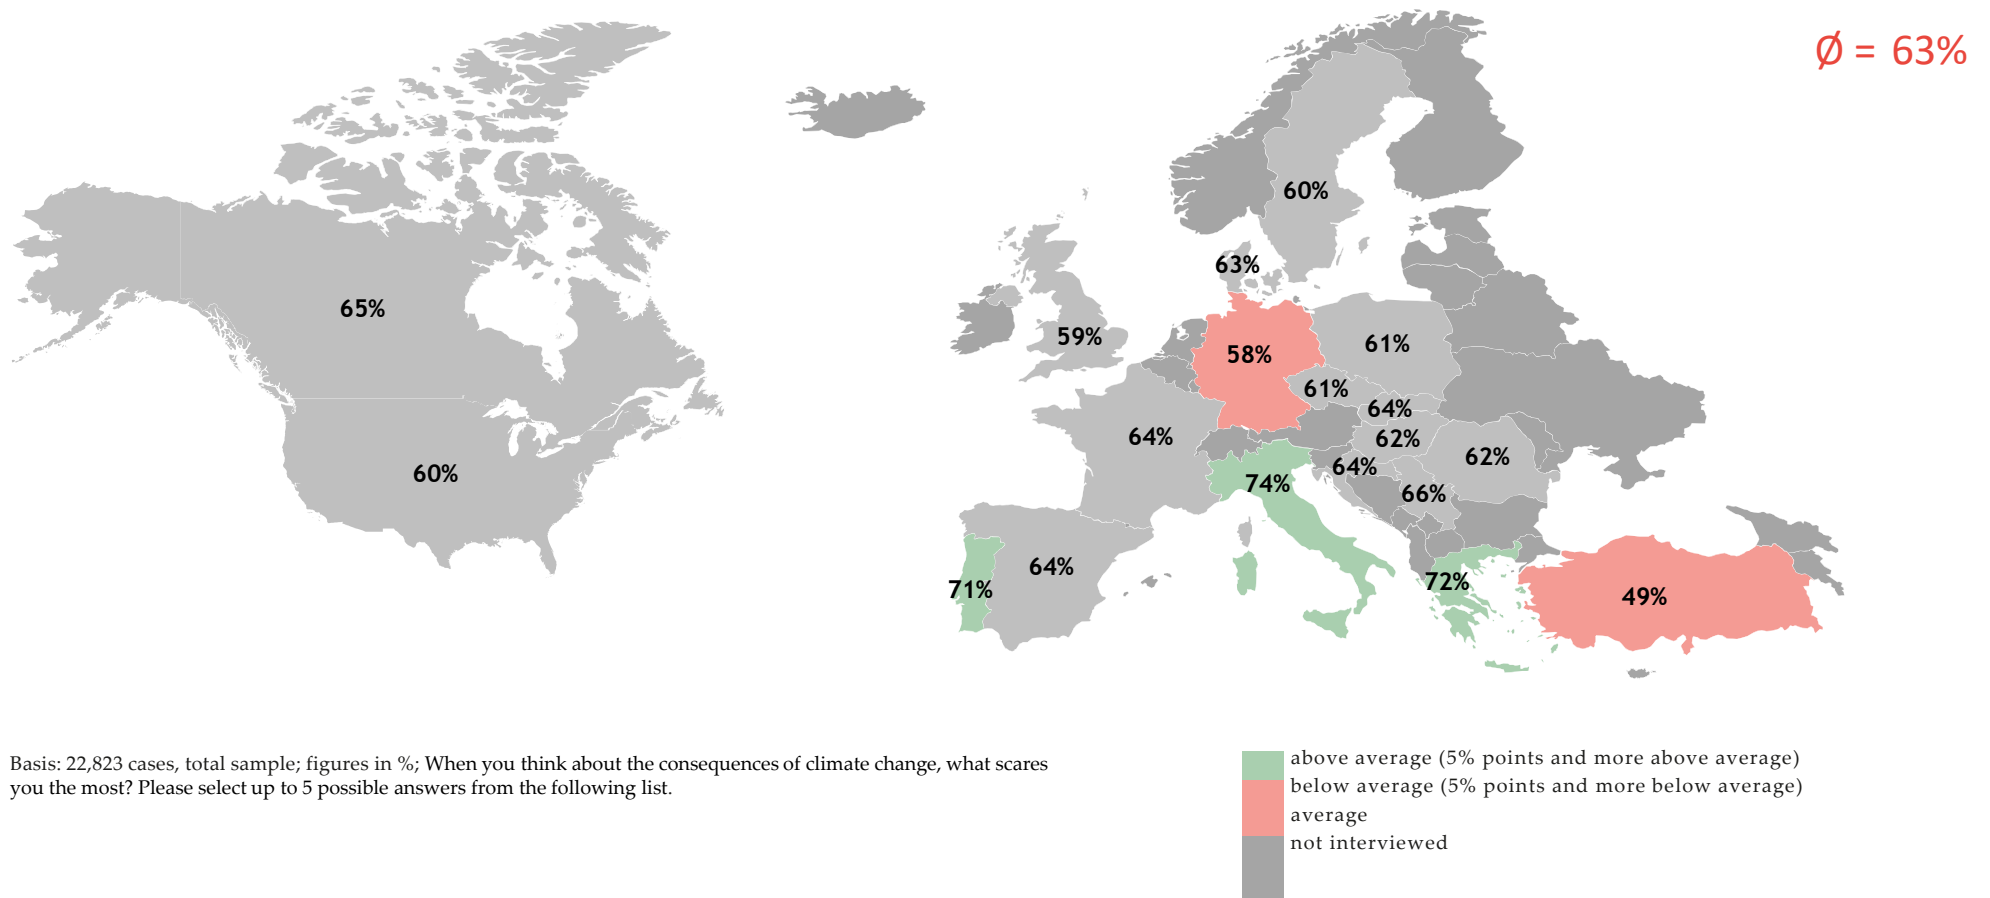 Ø = 63%
60%
63%
65%
59%
61%
58%
61%
64%
64%
62%
62%
64%
60%
74%
66%
64%
71%
72%
49%
Basis: 22,823 cases, total sample; figures in %; When you think about the consequences of climate change, what scares
you the most? Please select up to 5 possible answers from the following list.
above average (5% points and more above average)
below average (5% points and more below average)
average
not interviewed